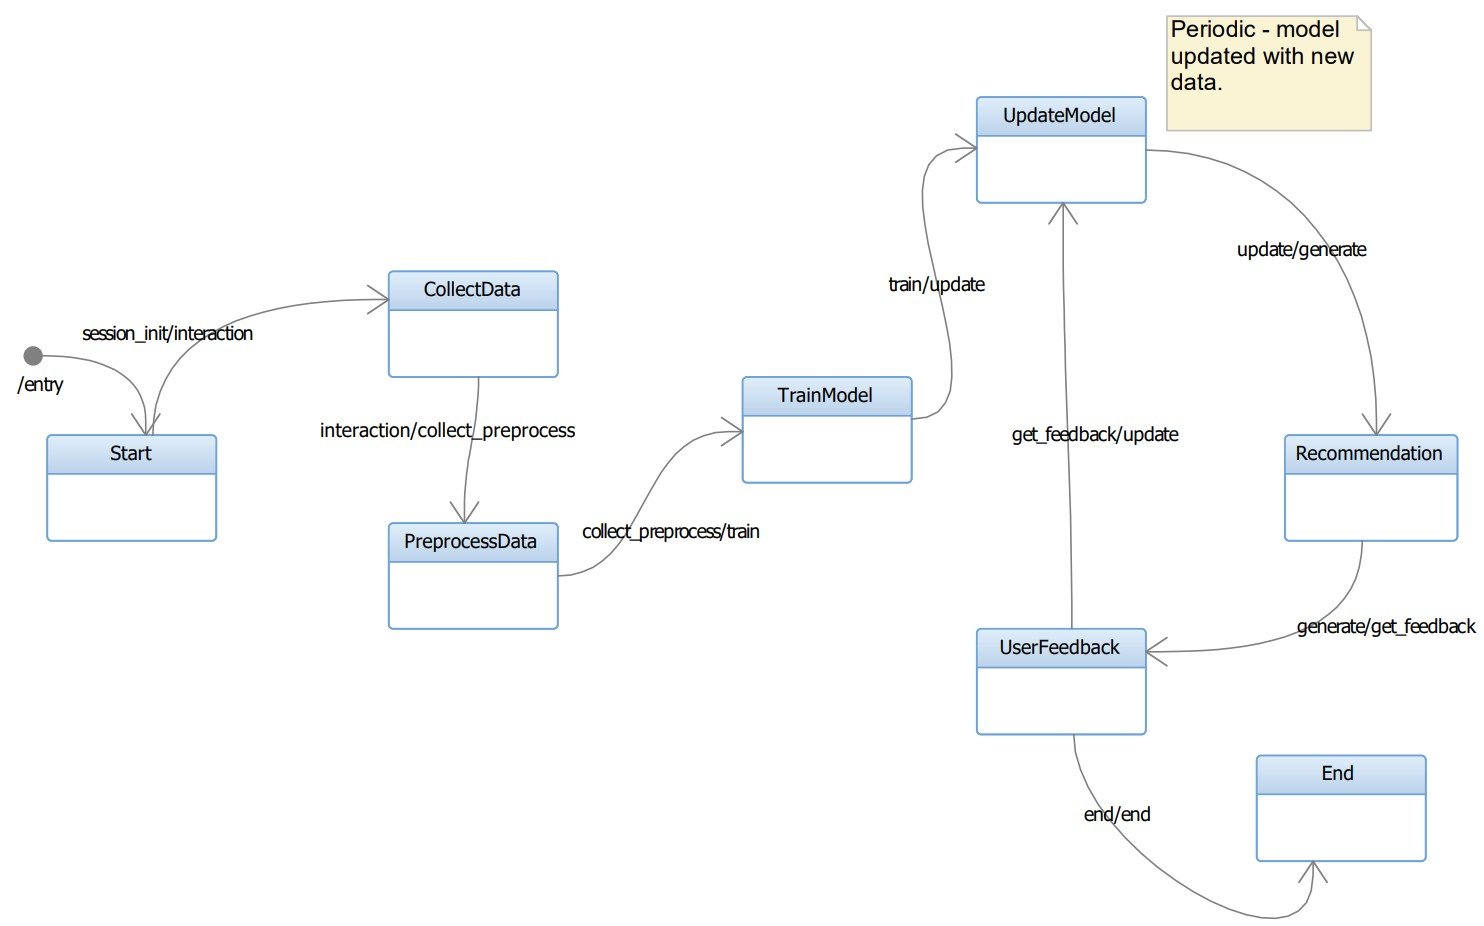 Periodic - model
updated with new
data.
UpdateModel
update/generate
CollectData
train/update
session_init/interaction
/entry
TrainModel
interaction/collect_preprocess
get_feedback/update
Start
Recommendation
collect_preprocess/train
PreprocessData
generate/get_feedback
UserFeedback
End
end/end